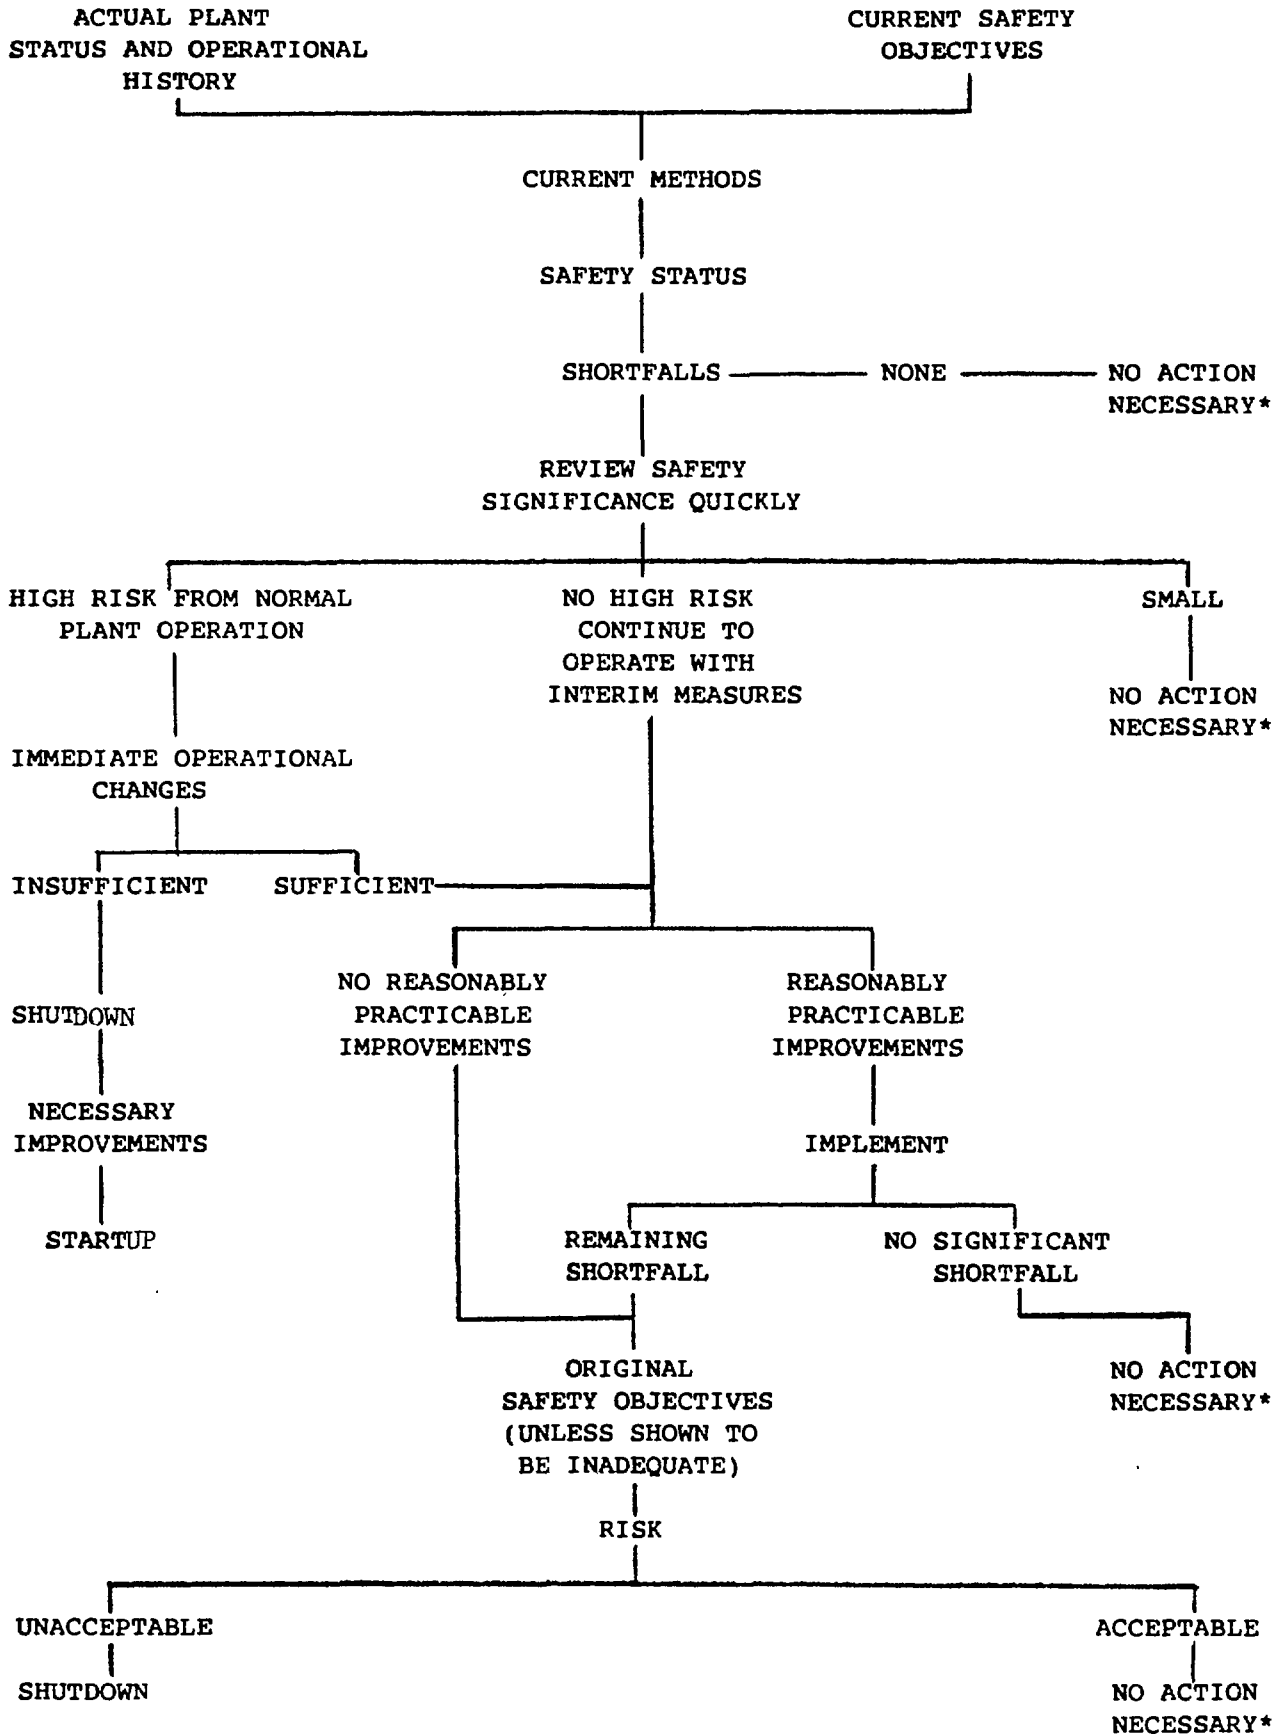 ACTUAL PLANT
STATUS AND OPERATIONAL
HISTORY
CURRENT SAFETY
OBJECTIVES
CURRENT METHODS
SAFETY STATUS
SHORTFALLS
NONE
NO ACTION
NECESSARY*
REVIEW SAFETY
SIGNIFICANCE QUICKLY
HIGH RISK FROM NORMAL
PLANT OPERATION
NO HIGH RISK
CONTINUE TO
OPERATE WITH
INTERIM MEASURES
SMALL
NO ACTION
NECESSARY*
IMMEDIATE OPERATIONAL
CHANGES
INSUFFICIENT
SUFFICIENT
NO REASONABLY
PRACTICABLE
IMPROVEMENTS
REASONABLY
PRACTICABLE
IMPROVEMENTS
SHUTDOWN
NECESSARY
IMPROVEMENTS
IMPLEMENT
STARTUP
REMAINING
SHORTFALL
NO SIGNIFICANT
SHORTFALL
ORIGINAL
SAFETY OBJECTIVES
(UNLESS SHOWN TO
BE INADEQUATE)
NO ACTION
NECESSARY*
RISK
UNACCEPTABLE
ACCEPTABLE
SHUTDOWN
NO ACTION
NECESSARY*